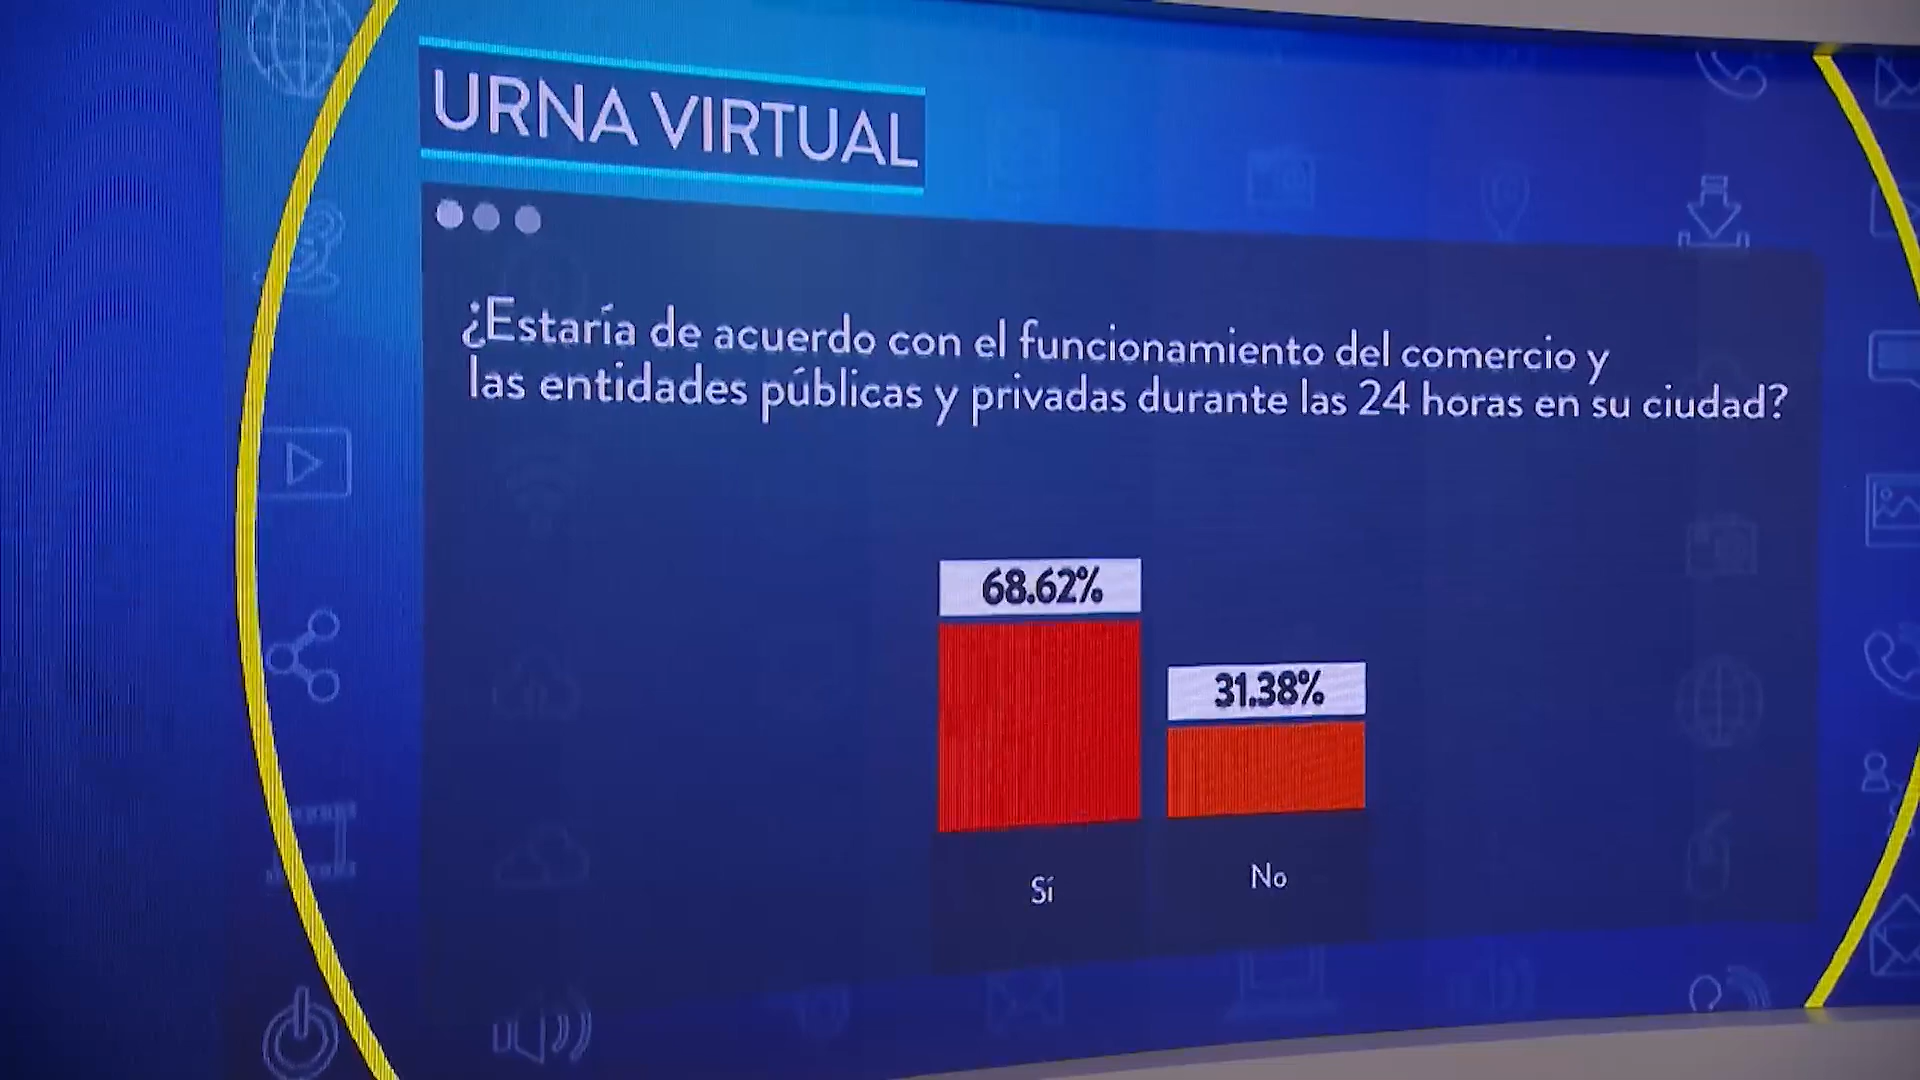 URNA VIRTUAL
¿Estaría de acuerdo con el funcionamiento del comercio y
las entidades públicas y privadas durante las 24 horas en su ciudad?
68.62%
31.38%
Sí
No